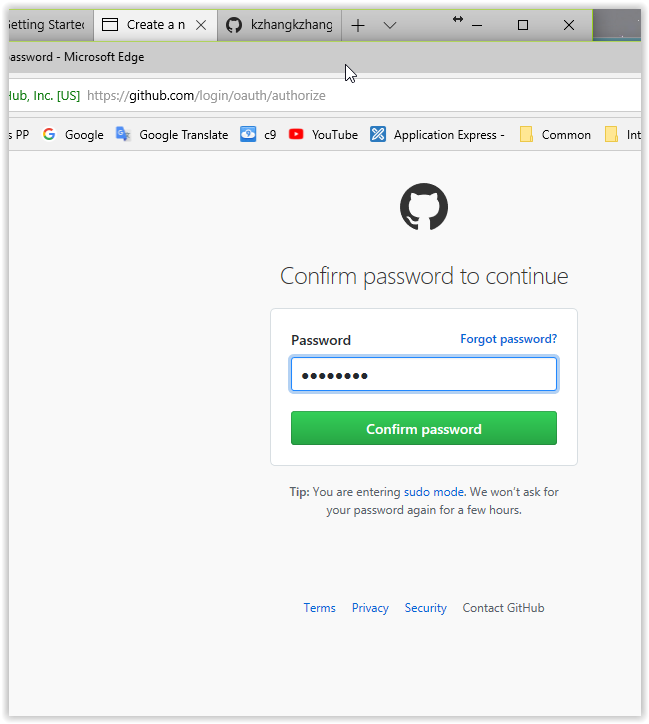 Getting Started
Create a n
kzhangkzhang
password - Microsoft Edge
Hub, Inc. [US] https://github.com/login/oauth/authorize
s PP
Google
Google Translate
c9
YouTube
Application Express -
Common
Int
Confirm password to continue
Password
Forgot password?
••••••••
Confirm password
Tip: You are entering sudo mode. We won't ask for
your password again for a few hours.
Terms
Privacy
Security
Contact GitHub